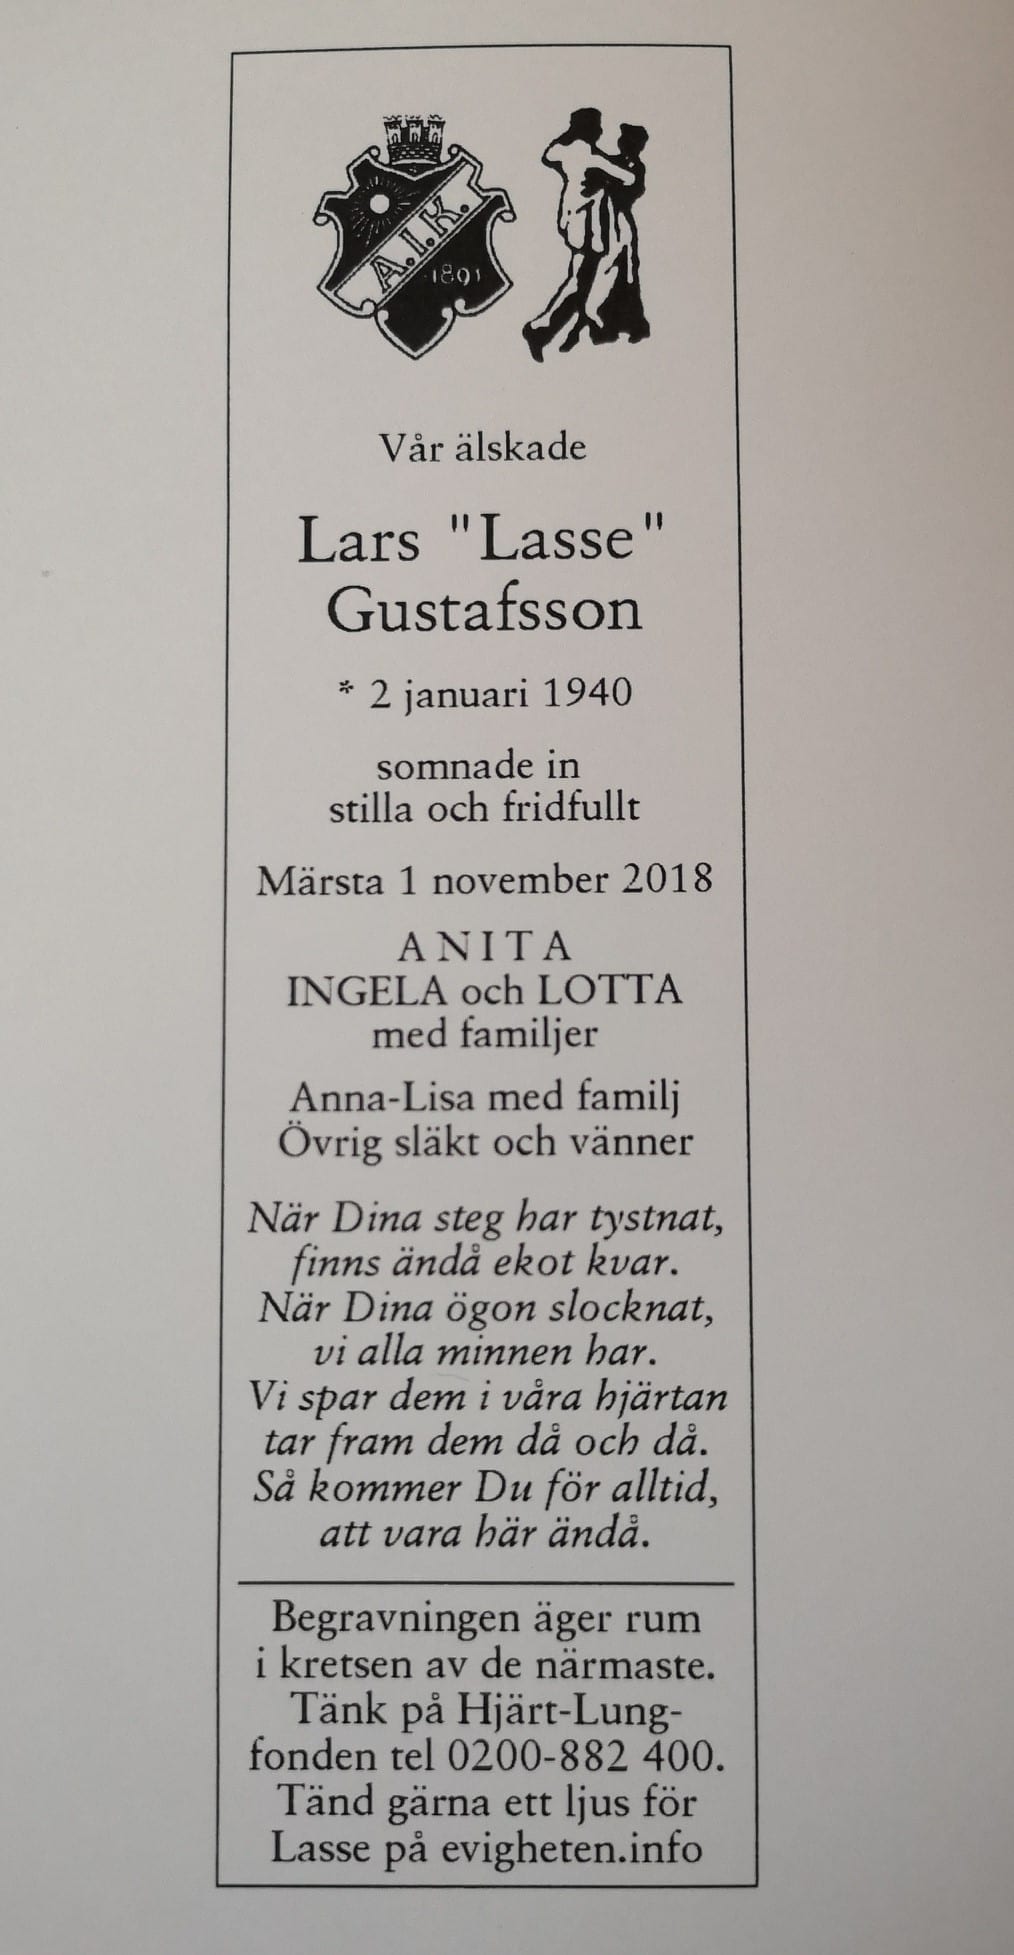 A.I.K.
1891
Vår älskade
Lars "Lasse"
Gustafsson
* 2 januari 1940
somnade in
stilla och fridfullt
Märsta 1 november 2018
ANITA
INGELA och LOTTA
med familjer
Anna-Lisa med familj
Övrig släkt och vänner
När Dina steg har tystnat,
finns ändå ekot kvar.
När Dina ögon slocknat,
vi alla minnen har.
Vi spar dem i våra hjärtan
tar fram dem då och då.
Så kommer Du för alltid,
att vara här ändå.
Begravningen äger rum
i kretsen av de närmaste.
Tänk på Hjärt-Lung-
fonden tel 0200-882 400.
Tänd gärna ett ljus för
Lasse på evigheten.info